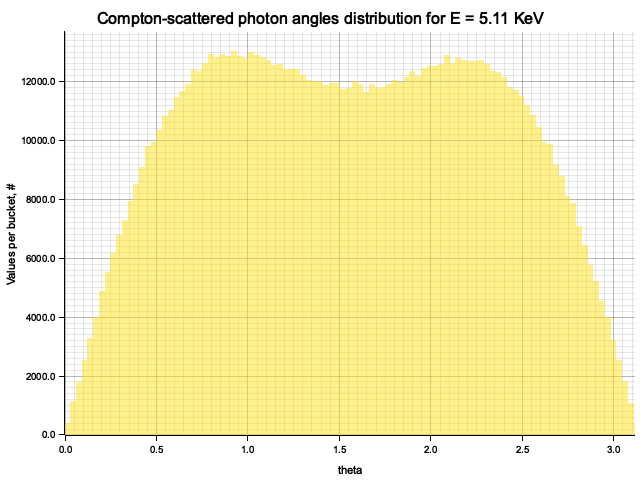 Compton-scattered photon angles distribution for E = 5.11 KeV
Values per bucket, #
12000.0
10000.0
8000.0
6000.0
4000.0
2000.0
0.0
0.0 0.5 1.0 1.5 2.0 2.5 3.0
theta